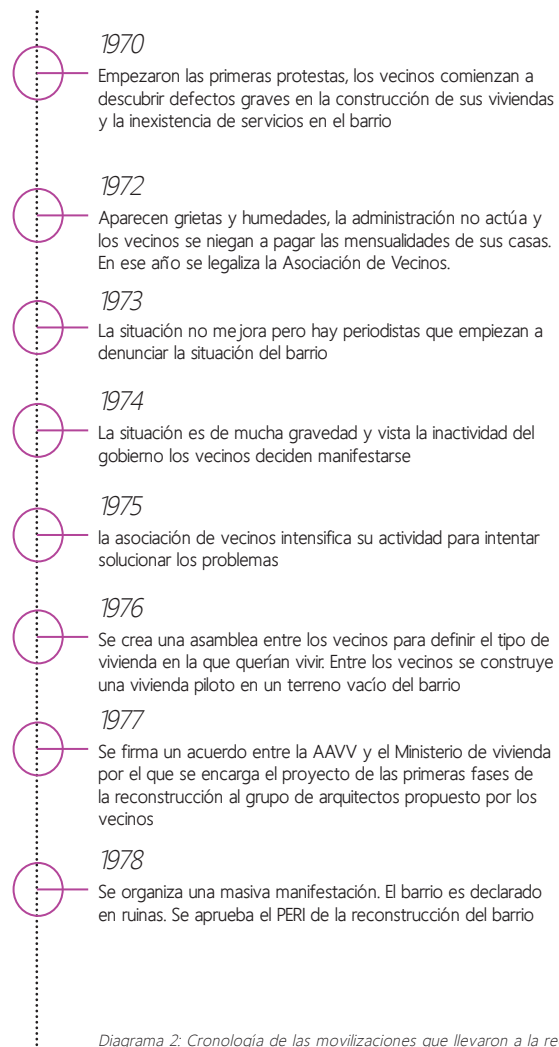 1970
Empezaron las primeras protestas, los vecinos comienzan a
descubrir defectos graves en la construcción de sus viviendas
y la inexistencia de servicios en el barrio
1972
Aparecen grietas y humedades, la administración no actúa y
los vecinos se niegan a pagar las mensualidades de sus casas.
En ese año se legaliza la Asociación de Vecinos.
1973
La situación no mejora pero hay periodistas que empiezan a
denunciar la situación del barrio
1974
La situación es de mucha gravedad y vista la inactividad del
gobierno los vecinos deciden manifestarse
1975
la asociación de vecinos intensifica su actividad para intentar
solucionar los problemas
1976
Se crea una asamblea entre los vecinos para definir el tipo de
vivienda en la que querían vivir. Entre los vecinos se construye
una vivienda piloto en un terreno vacío del barrio
1977
Se firma un acuerdo entre la AAVV y el Ministerio de vivienda
por el que se encarga el proyecto de las primeras fases de
la reconstrucción al grupo de arquitectos propuesto por los
vecinos
1978
Se organiza una masiva manifestación. El barrio es declarado
en ruinas. Se aprueba el PERI de la reconstrucción del barrio
Diagrama 2: Cronología de las movilizaciones que llevaron a la re